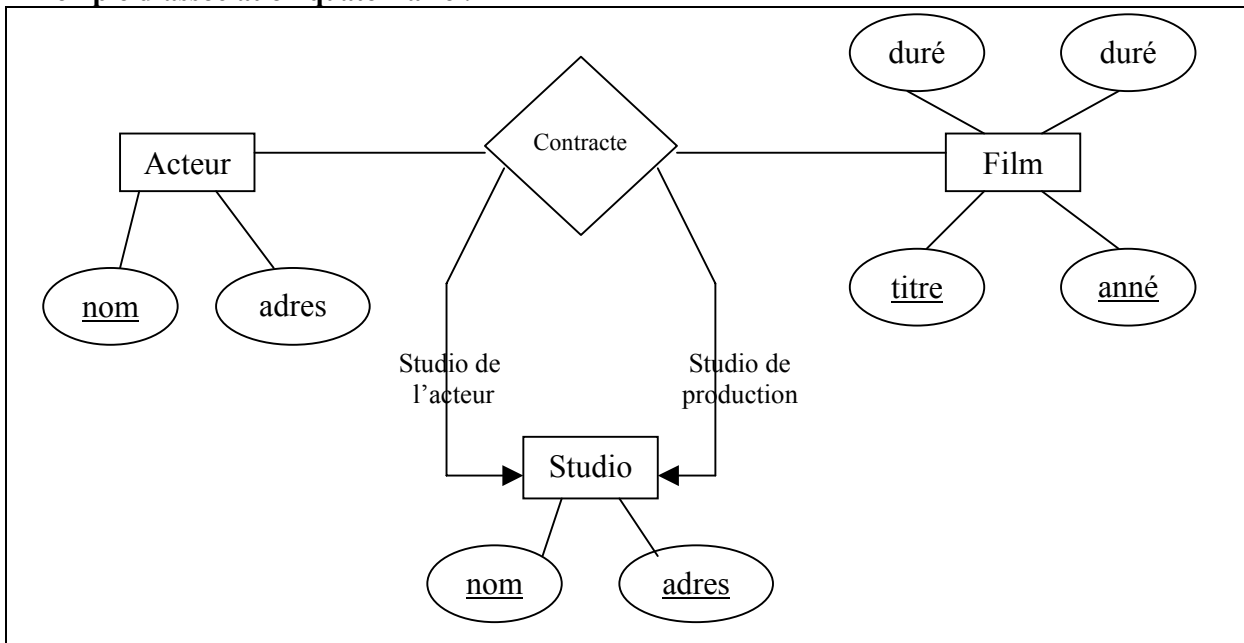 duré
duré
Contracte
Acteur
Film
nom
adres
titre
anné
Studio de
l'acteur
Studio de
production
Studio
nom
adres